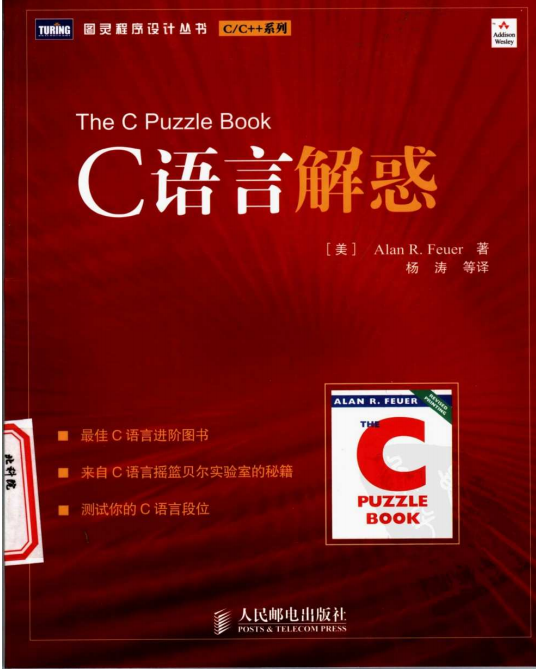 TURING 图灵程序设计丛书 C/C++系列
Addison
Wesley
The C Puzzle Book
C语言解惑
[美] Alan R. Feuer 著
杨 涛 等译
ALAN R. FEUER
REVISED
PRINTING
THE
C
PUZZLE
BOOK
■ 最佳 C 语言进阶图书
■ 来自 C 语言摇篮贝尔实验室的秘籍
■ 测试你的 C 语言段位
人民邮电出版社
POSTS & TELECOM PRESS